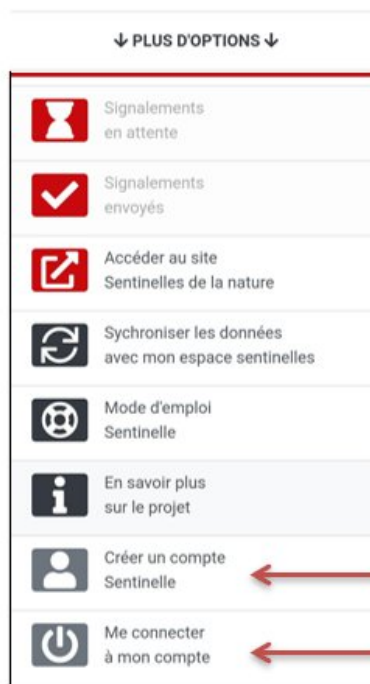 ↓ PLUS D'OPTIONS ↓
Signalements
en attente
Signalements
envoyés
Accéder au site
Sentinelles de la nature
Sychroniser les données
avec mon espace sentinelles
Mode d'emploi
Sentinelle
En savoir plus
sur le projet
Créer un compte
Sentinelle
Me connecter
à mon compte